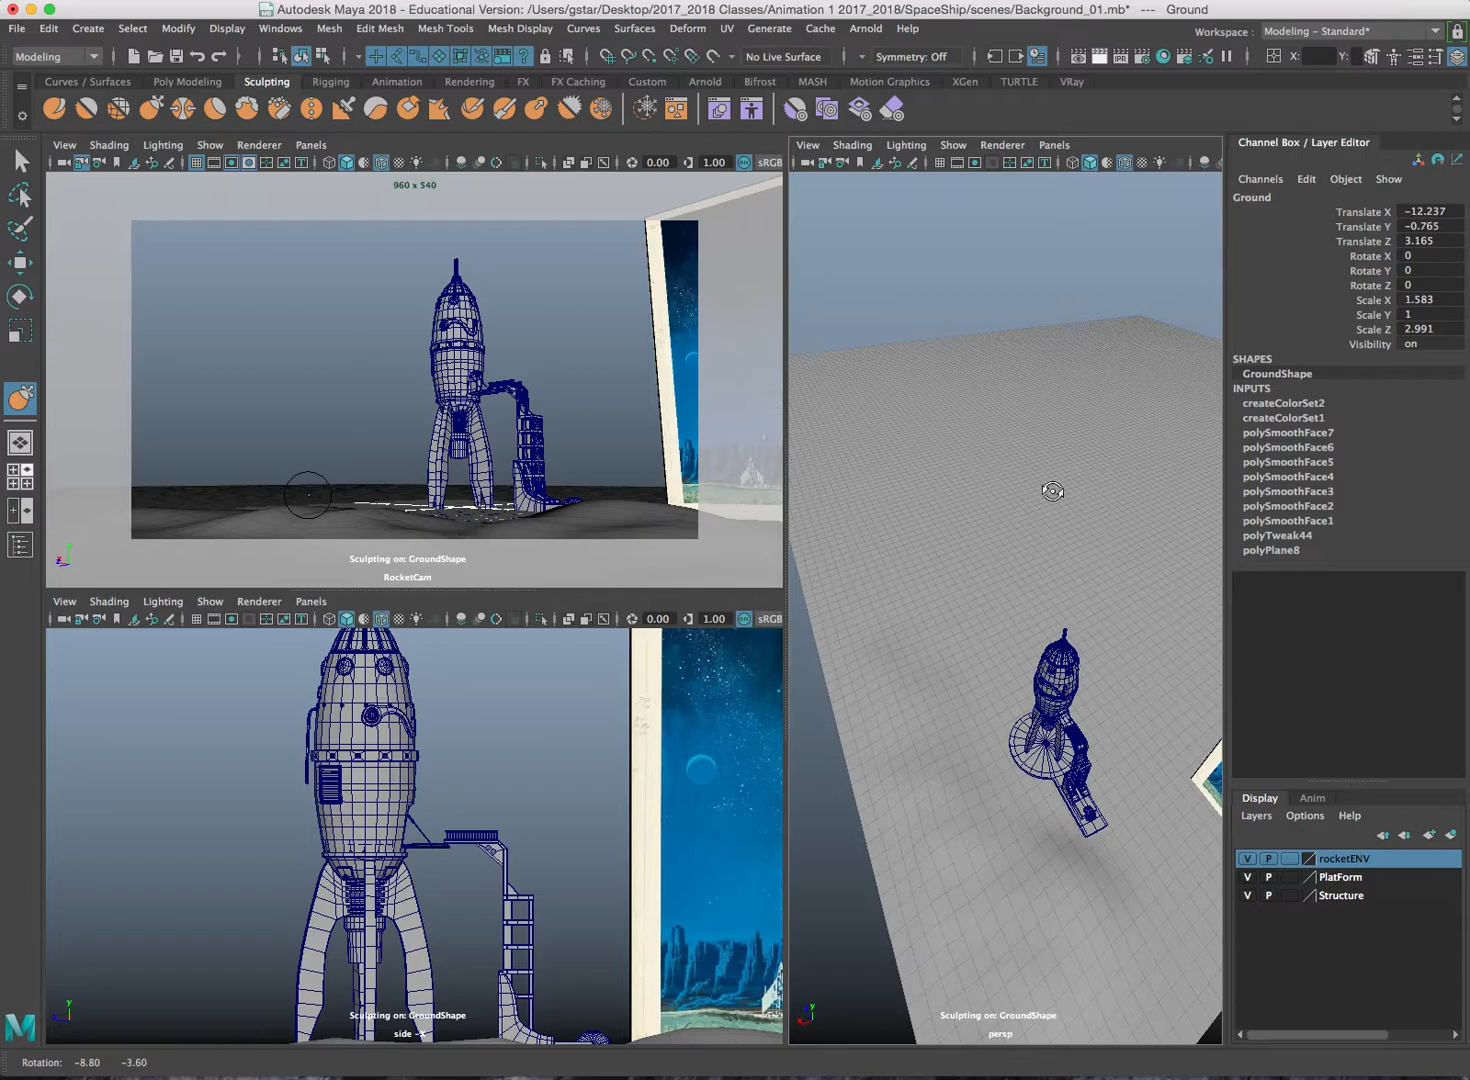 Autodesk Maya 2018 - Educational Version: /Users/gstar/Desktop/2017_2018 Classes/Animation 1 2017_2018/SpaceShip/scenes/Background_01.mb* --- Ground
File Edit Create Select Modify Display Windows Mesh Edit Mesh Mesh Tools Mesh Display Curves Surfaces Deform UV Generate Cache Arnold Help
Workspace : Modeling - Standard*
Modeling
No Live Surface
Symmetry: Off
X:
Y:
Curves / Surfaces Poly Modeling Sculpting Rigging Animation Rendering FX FX Caching Custom Arnold Bifrost MASH Motion Graphics XGen TURTLE VRay
View Shading Lighting Show Renderer Panels
0.00 1.00 sRGB
960 x 540
Sculpting on: GroundShape
RocketCam
View Shading Lighting Show Renderer Panels
0.00 1.00 sRGB
Sculpting on: GroundShape
side -X
View Shading Lighting Show Renderer Panels
Sculpting on: GroundShape
persp
Channel Box / Layer Editor
Channels Edit Object Show
Ground
Translate X -12.237
Translate Y -0.765
Translate Z 3.165
Rotate X 0
Rotate Y 0
Rotate Z 0
Scale X 1.583
Scale Y 1
Scale Z 2.991
Visibility on
SHAPES
GroundShape
INPUTS
createColorSet2
createColorSet1
polySmoothFace7
polySmoothFace6
polySmoothFace5
polySmoothFace4
polySmoothFace3
polySmoothFace2
polySmoothFace1
polyTweak44
polyPlane8
Display Anim
Layers Options Help
V P rocketENV
V P PlatForm
V P Structure
Rotation: -8.80 -3.60